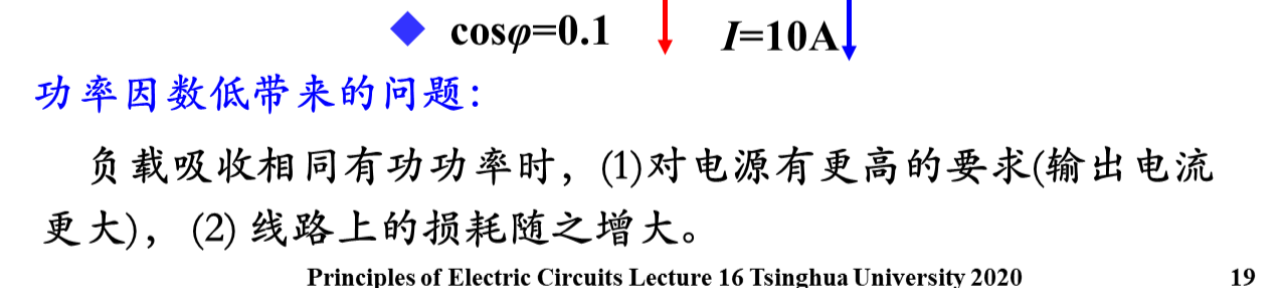 cosφ=0.1 I=10A
功率因数低带来的问题:
负载吸收相同有功功率时，(1)对电源有更高的要求(输出电流
更大)，(2) 线路上的损耗随之增大。
Principles of Electric Circuits Lecture 16 Tsinghua University 2020 19